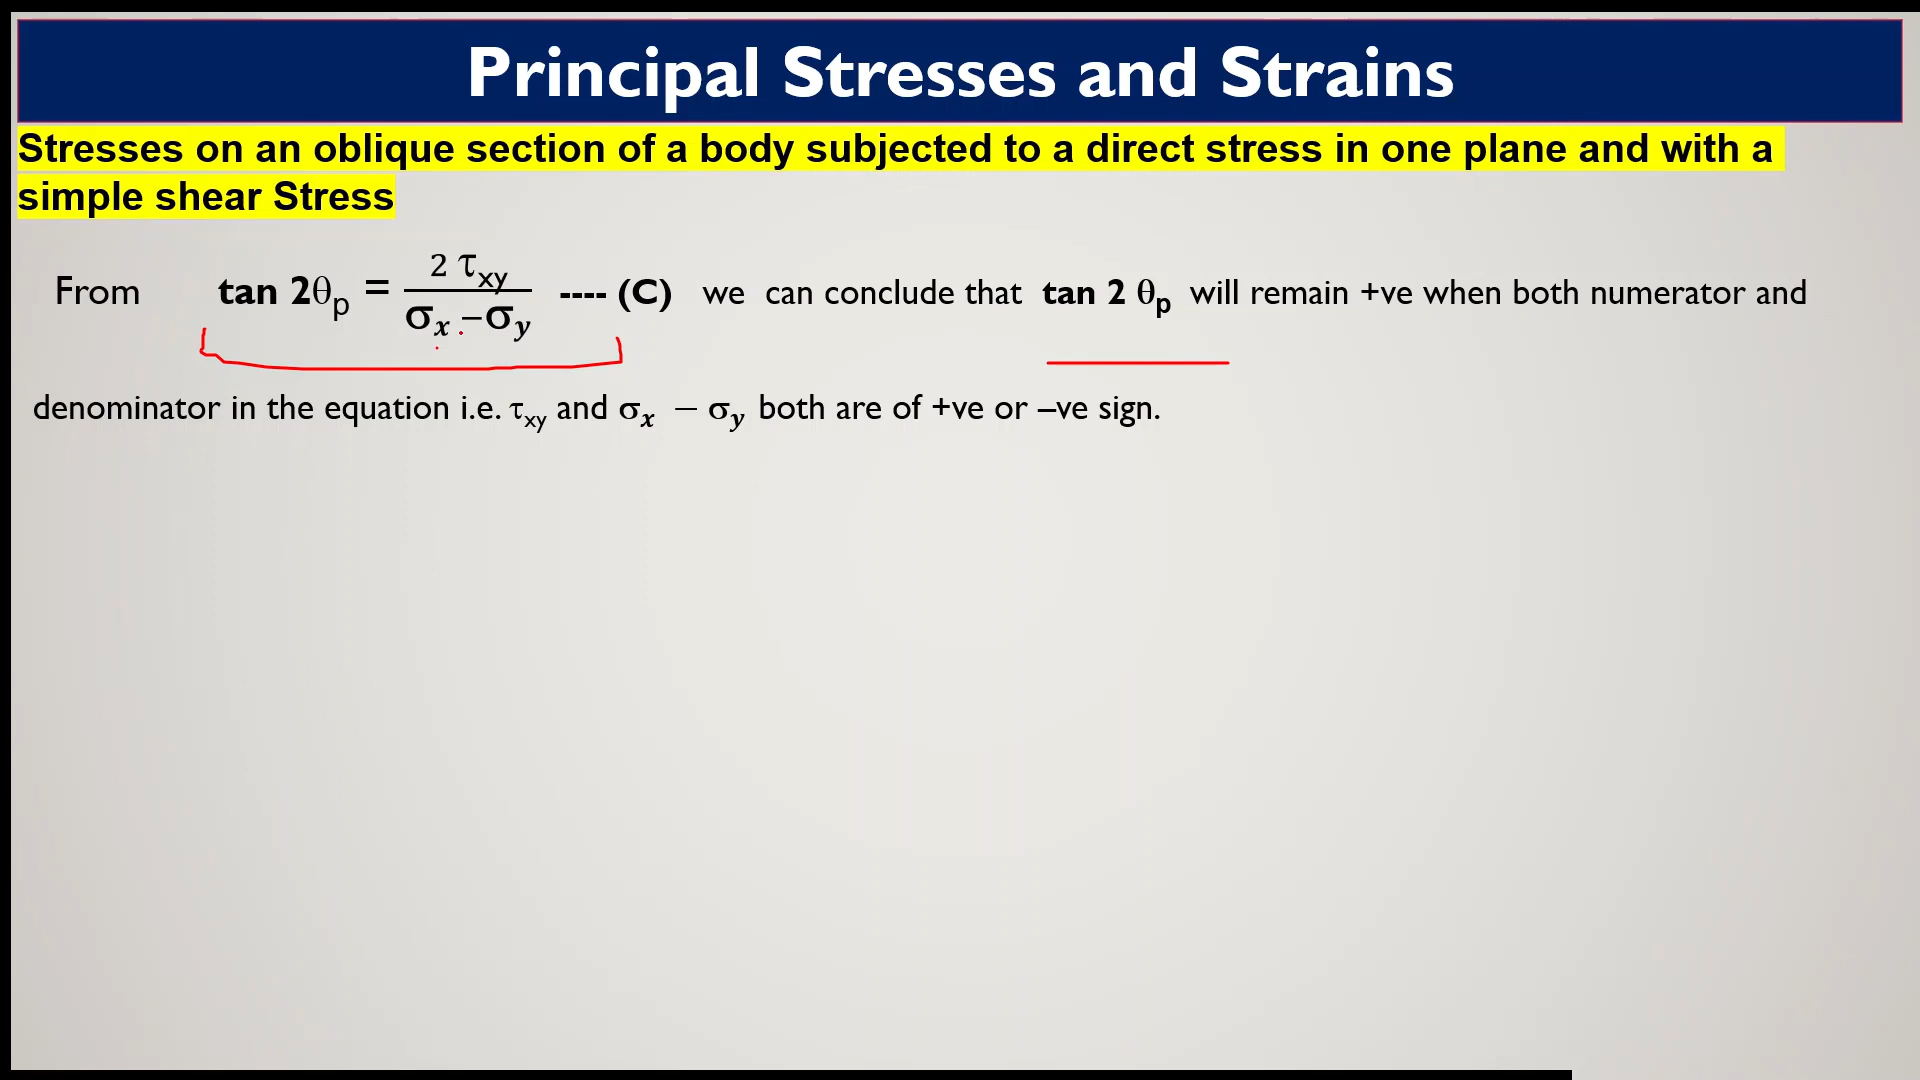 Principal Stresses and Strains
Stresses on an oblique section of a body subjected to a direct stress in one plane and with a
simple shear Stress
From tan 2θp = 2 τxy / σx −σy ---- (C) we can conclude that tan 2 θp will remain +ve when both numerator and
denominator in the equation i.e. τxy and σx − σy both are of +ve or –ve sign.